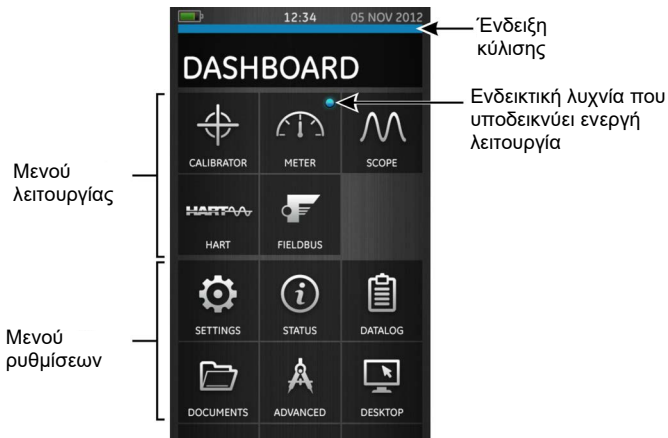 12:34 05 NOV 2012
Ένδειξη
κύλισης
DASHBOARD
Ενδεικτική λυχνία που
υποδεικνύει ενεργή
λειτουργία
Μενού
λειτουργίας
CALIBRATOR METER SCOPE
HART
HART FIELDBUS
Μενού
ρυθμίσεων
SETTINGS STATUS DATALOG
DOCUMENTS ADVANCED DESKTOP